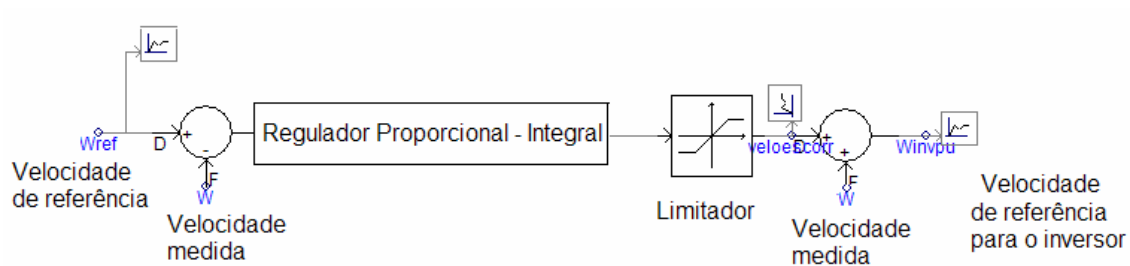 Wref
D
+
-
F
W
Velocidade
de referência
Velocidade
medida
Regulador Proporcional - Integral
Limitador
veloescorr
D
+
+
F
W
Winvpu
Velocidade
medida
Velocidade
de referência
para o inversor